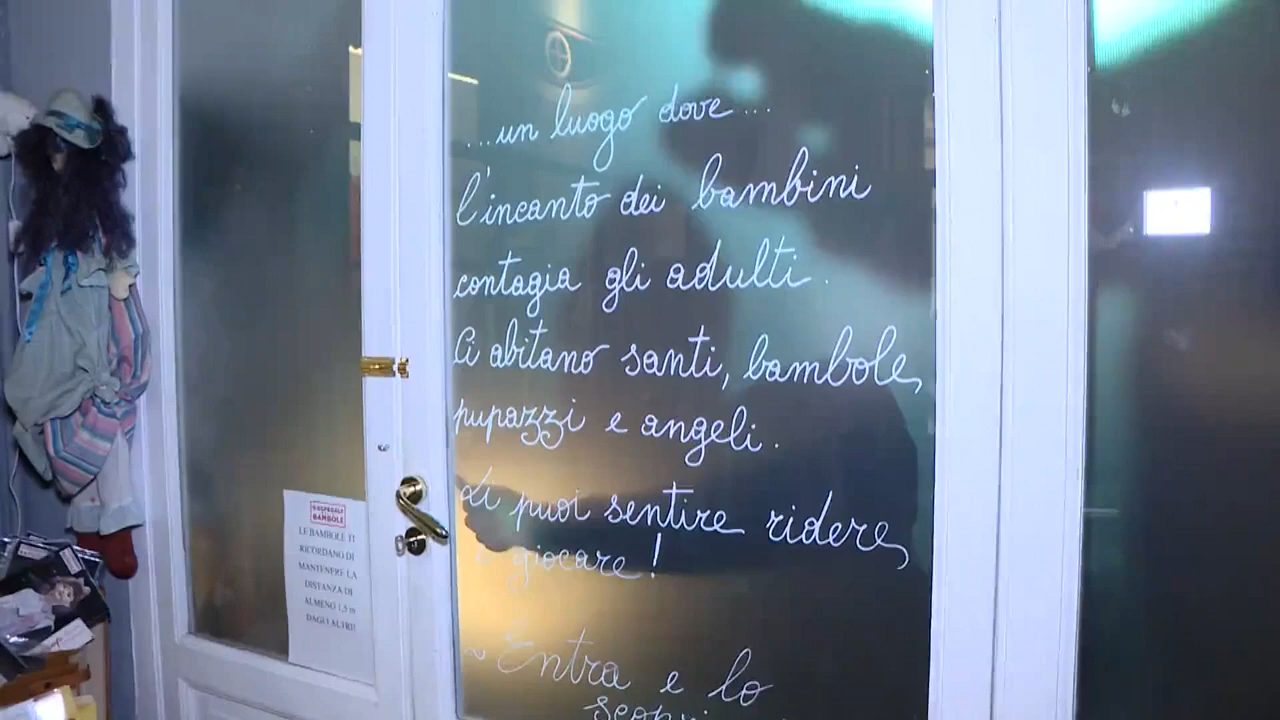 ...un luogo dove...
l'incanto dei bambini
contagia gli adulti.
Ci abitano santi, bambole,
pupazzi e angeli.
Li puoi sentire ridere,
e giocare!
~ Entra e lo
OSPEDALE
BAMBOLE
LE BAMBOLE TI
RICORDANO DI
MANTENERE LA
DISTANZA DI
ALMENO 1,5 m
DAGLI ALTRI!